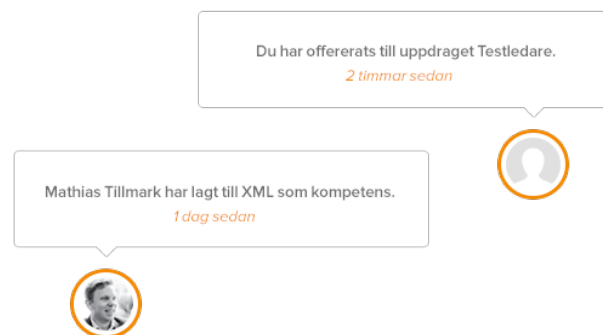 Du har offererats till uppdraget Testledare.
2 timmar sedan
Mathias Tillmark har lagt till XML som kompetens.
1 dag sedan